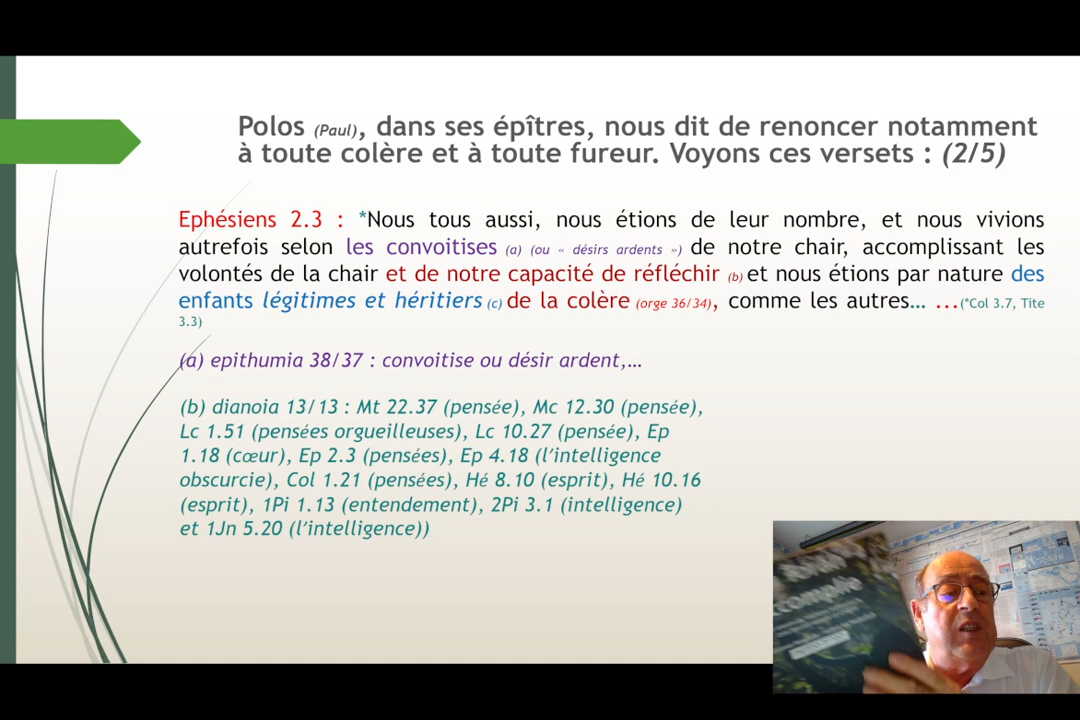 Polos (Paul), dans ses épîtres, nous dit de renoncer notamment
à toute colère et à toute fureur. Voyons ces versets : (2/5)
Ephésiens 2.3 : *Nous tous aussi, nous étions de leur nombre, et nous vivions
autrefois selon les convoitises (a) (ou « désirs ardents ») de notre chair, accomplissant les
volontés de la chair et de notre capacité de réfléchir (b) et nous étions par nature des
enfants légitimes et héritiers (c) de la colère (orge 36/34), comme les autres… …(*Col 3.7, Tite
3.3)
(a) epithumia 38/37 : convoitise ou désir ardent,…
(b) dianoia 13/13 : Mt 22.37 (pensée), Mc 12.30 (pensée),
Lc 1.51 (pensées orgueilleuses), Lc 10.27 (pensée), Ep
1.18 (cœur), Ep 2.3 (pensées), Ep 4.18 (l’intelligence
obscurcie), Col 1.21 (pensées), Hé 8.10 (esprit), Hé 10.16
(esprit), 1Pi 1.13 (entendement), 2Pi 3.1 (intelligence)
et 1Jn 5.20 (l’intelligence))